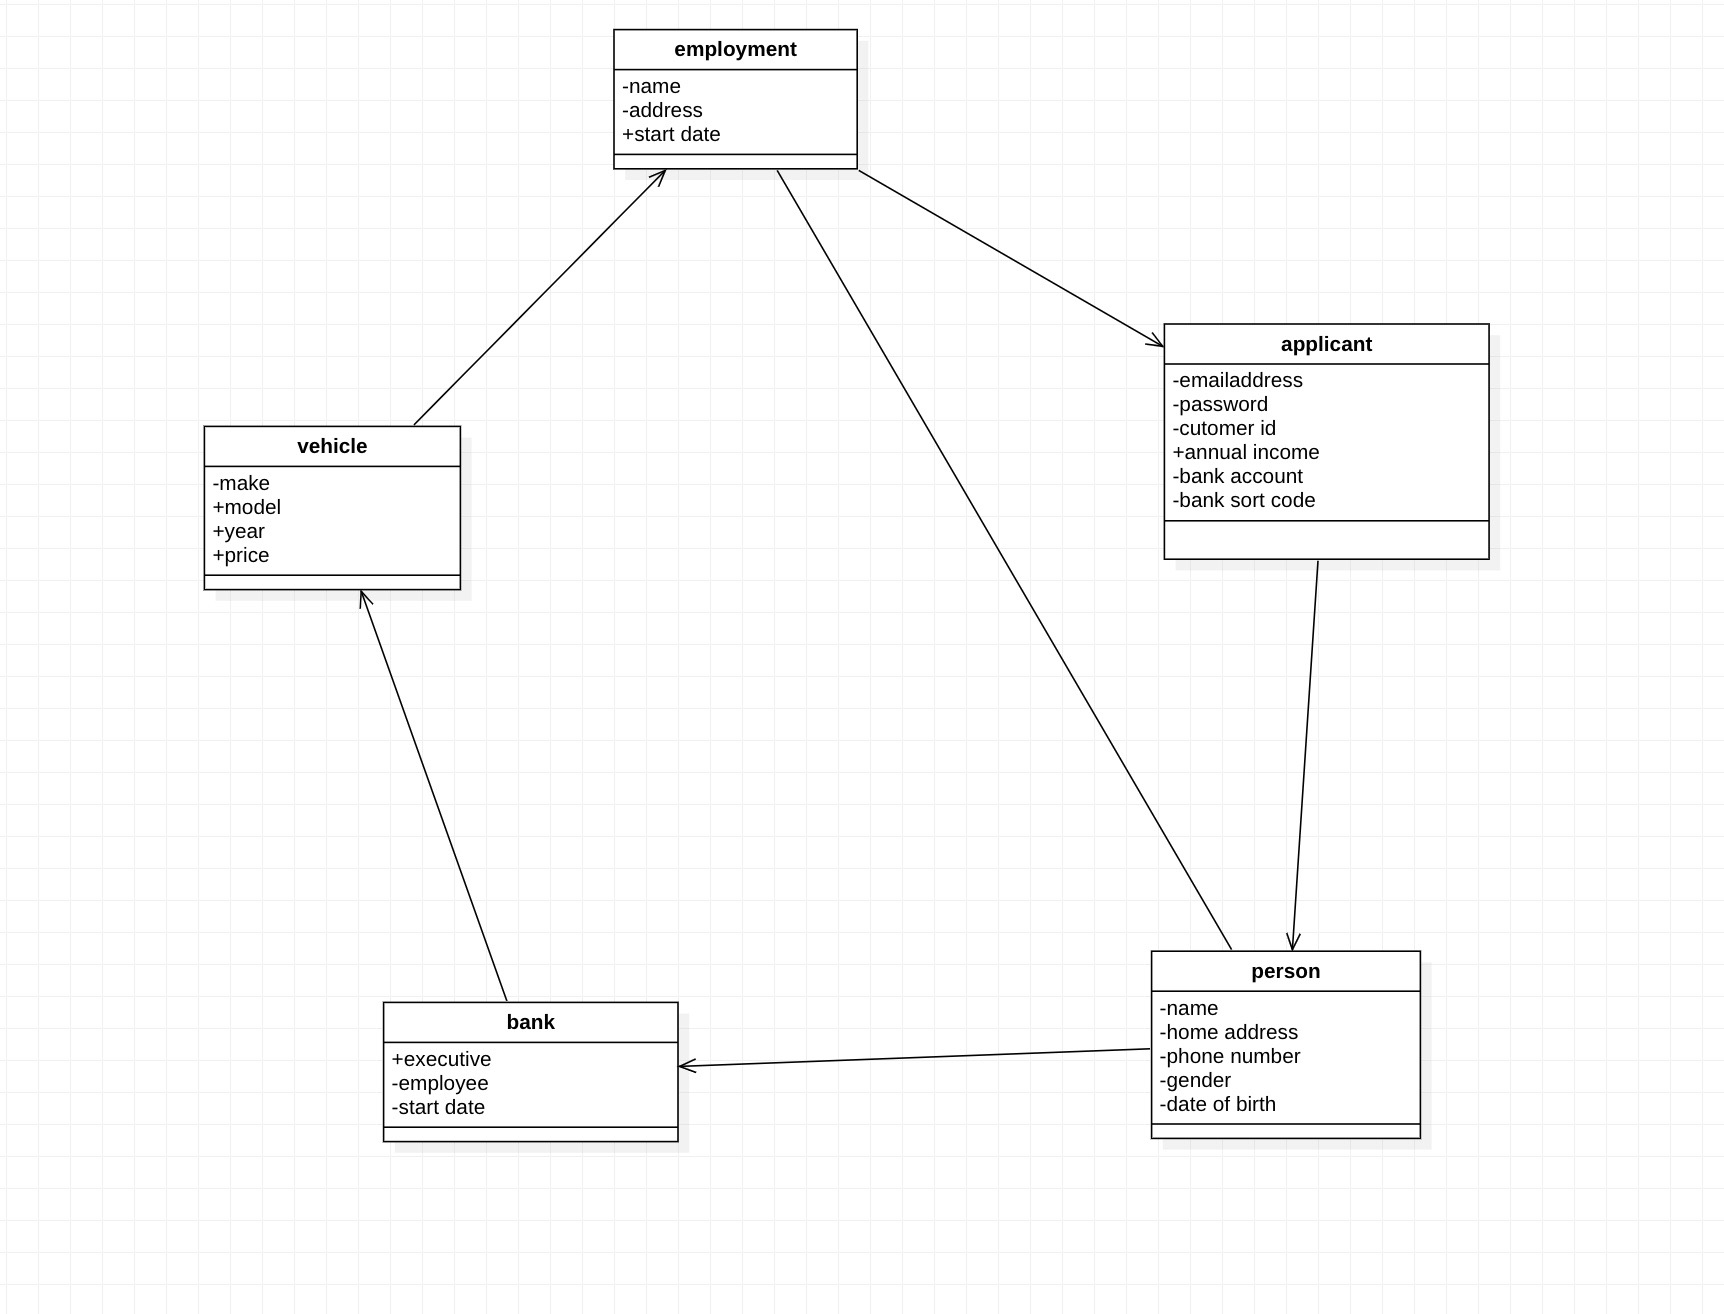 employment
-name
-address
+start date
applicant
-emailaddress
-password
-cutomer id
+annual income
-bank account
-bank sort code
vehicle
-make
+model
+year
+price
person
-name
-home address
-phone number
-gender
-date of birth
bank
+executive
-employee
-start date